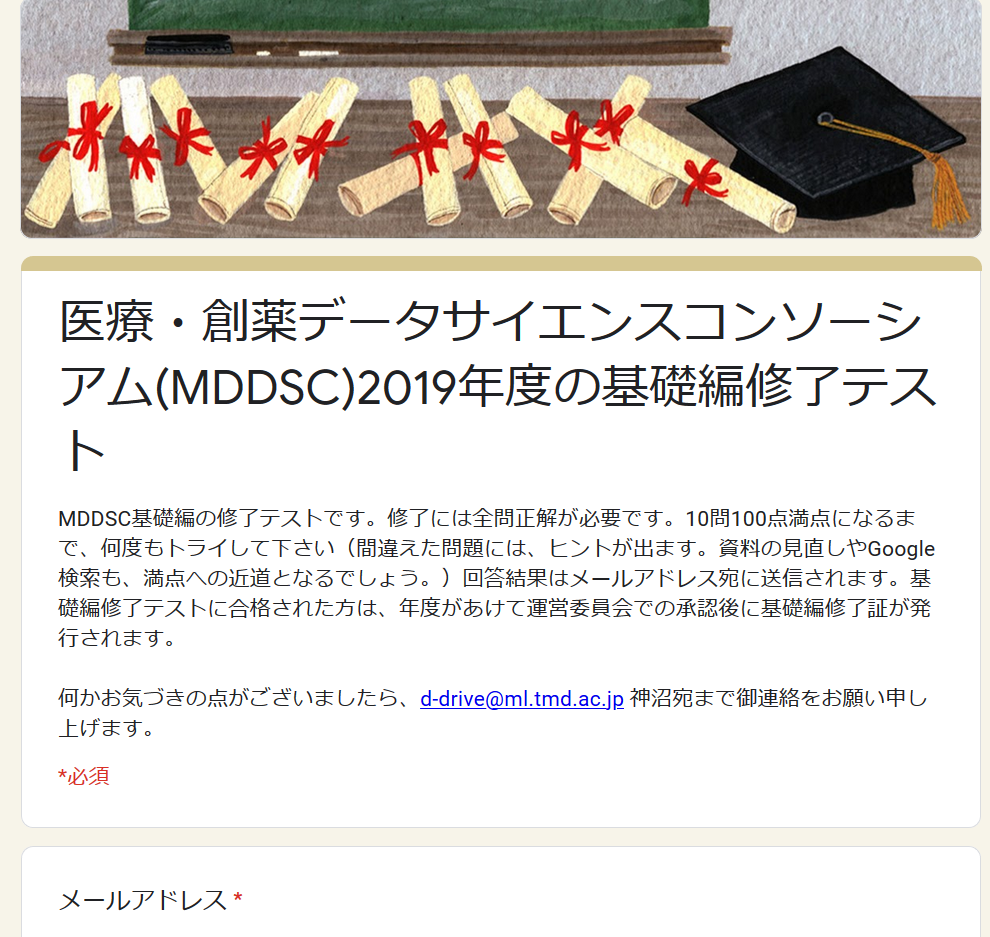 医療・創薬データサイエンスコンソーシ
アム(MDDSC)2019年度の基礎編修了テス
ト
MDDSC基礎編の修了テストです。修了には全問正解が必要です。10問100点満点になるま
で、何度もトライして下さい（間違えた問題には、ヒントが出ます。資料の見直しやGoogle
検索も、満点への近道となるでしょう。）回答結果はメールアドレス宛に送信されます。基
礎編修了テストに合格された方は、年度があけて運営委員会での承認後に基礎編修了証が発
行されます。
何かお気づきの点がございましたら、d-drive@ml.tmd.ac.jp 神沼宛まで御連絡をお願い申し
上げます。
*必須
メールアドレス *